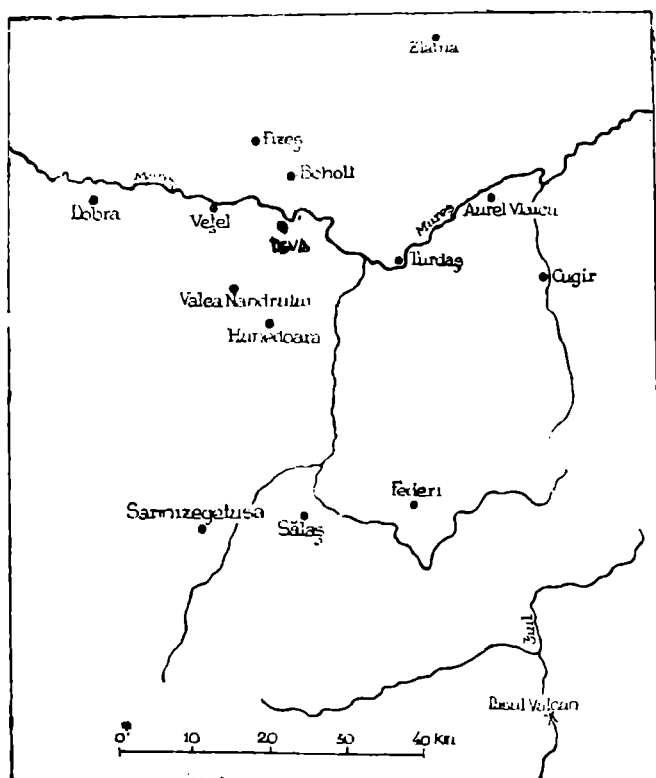 Zlatna
Fizeş
Boholt
Mureş
Dobra
Veţel
DEVA
Mureş
Aurel Vlaicu
Turdaş
Cugir
Valea Nandrului
Hunedoara
Federi
Sarmizegetusa
Sălaş
Jiul
Pasul Vulcan
0 10 20 30 40 km